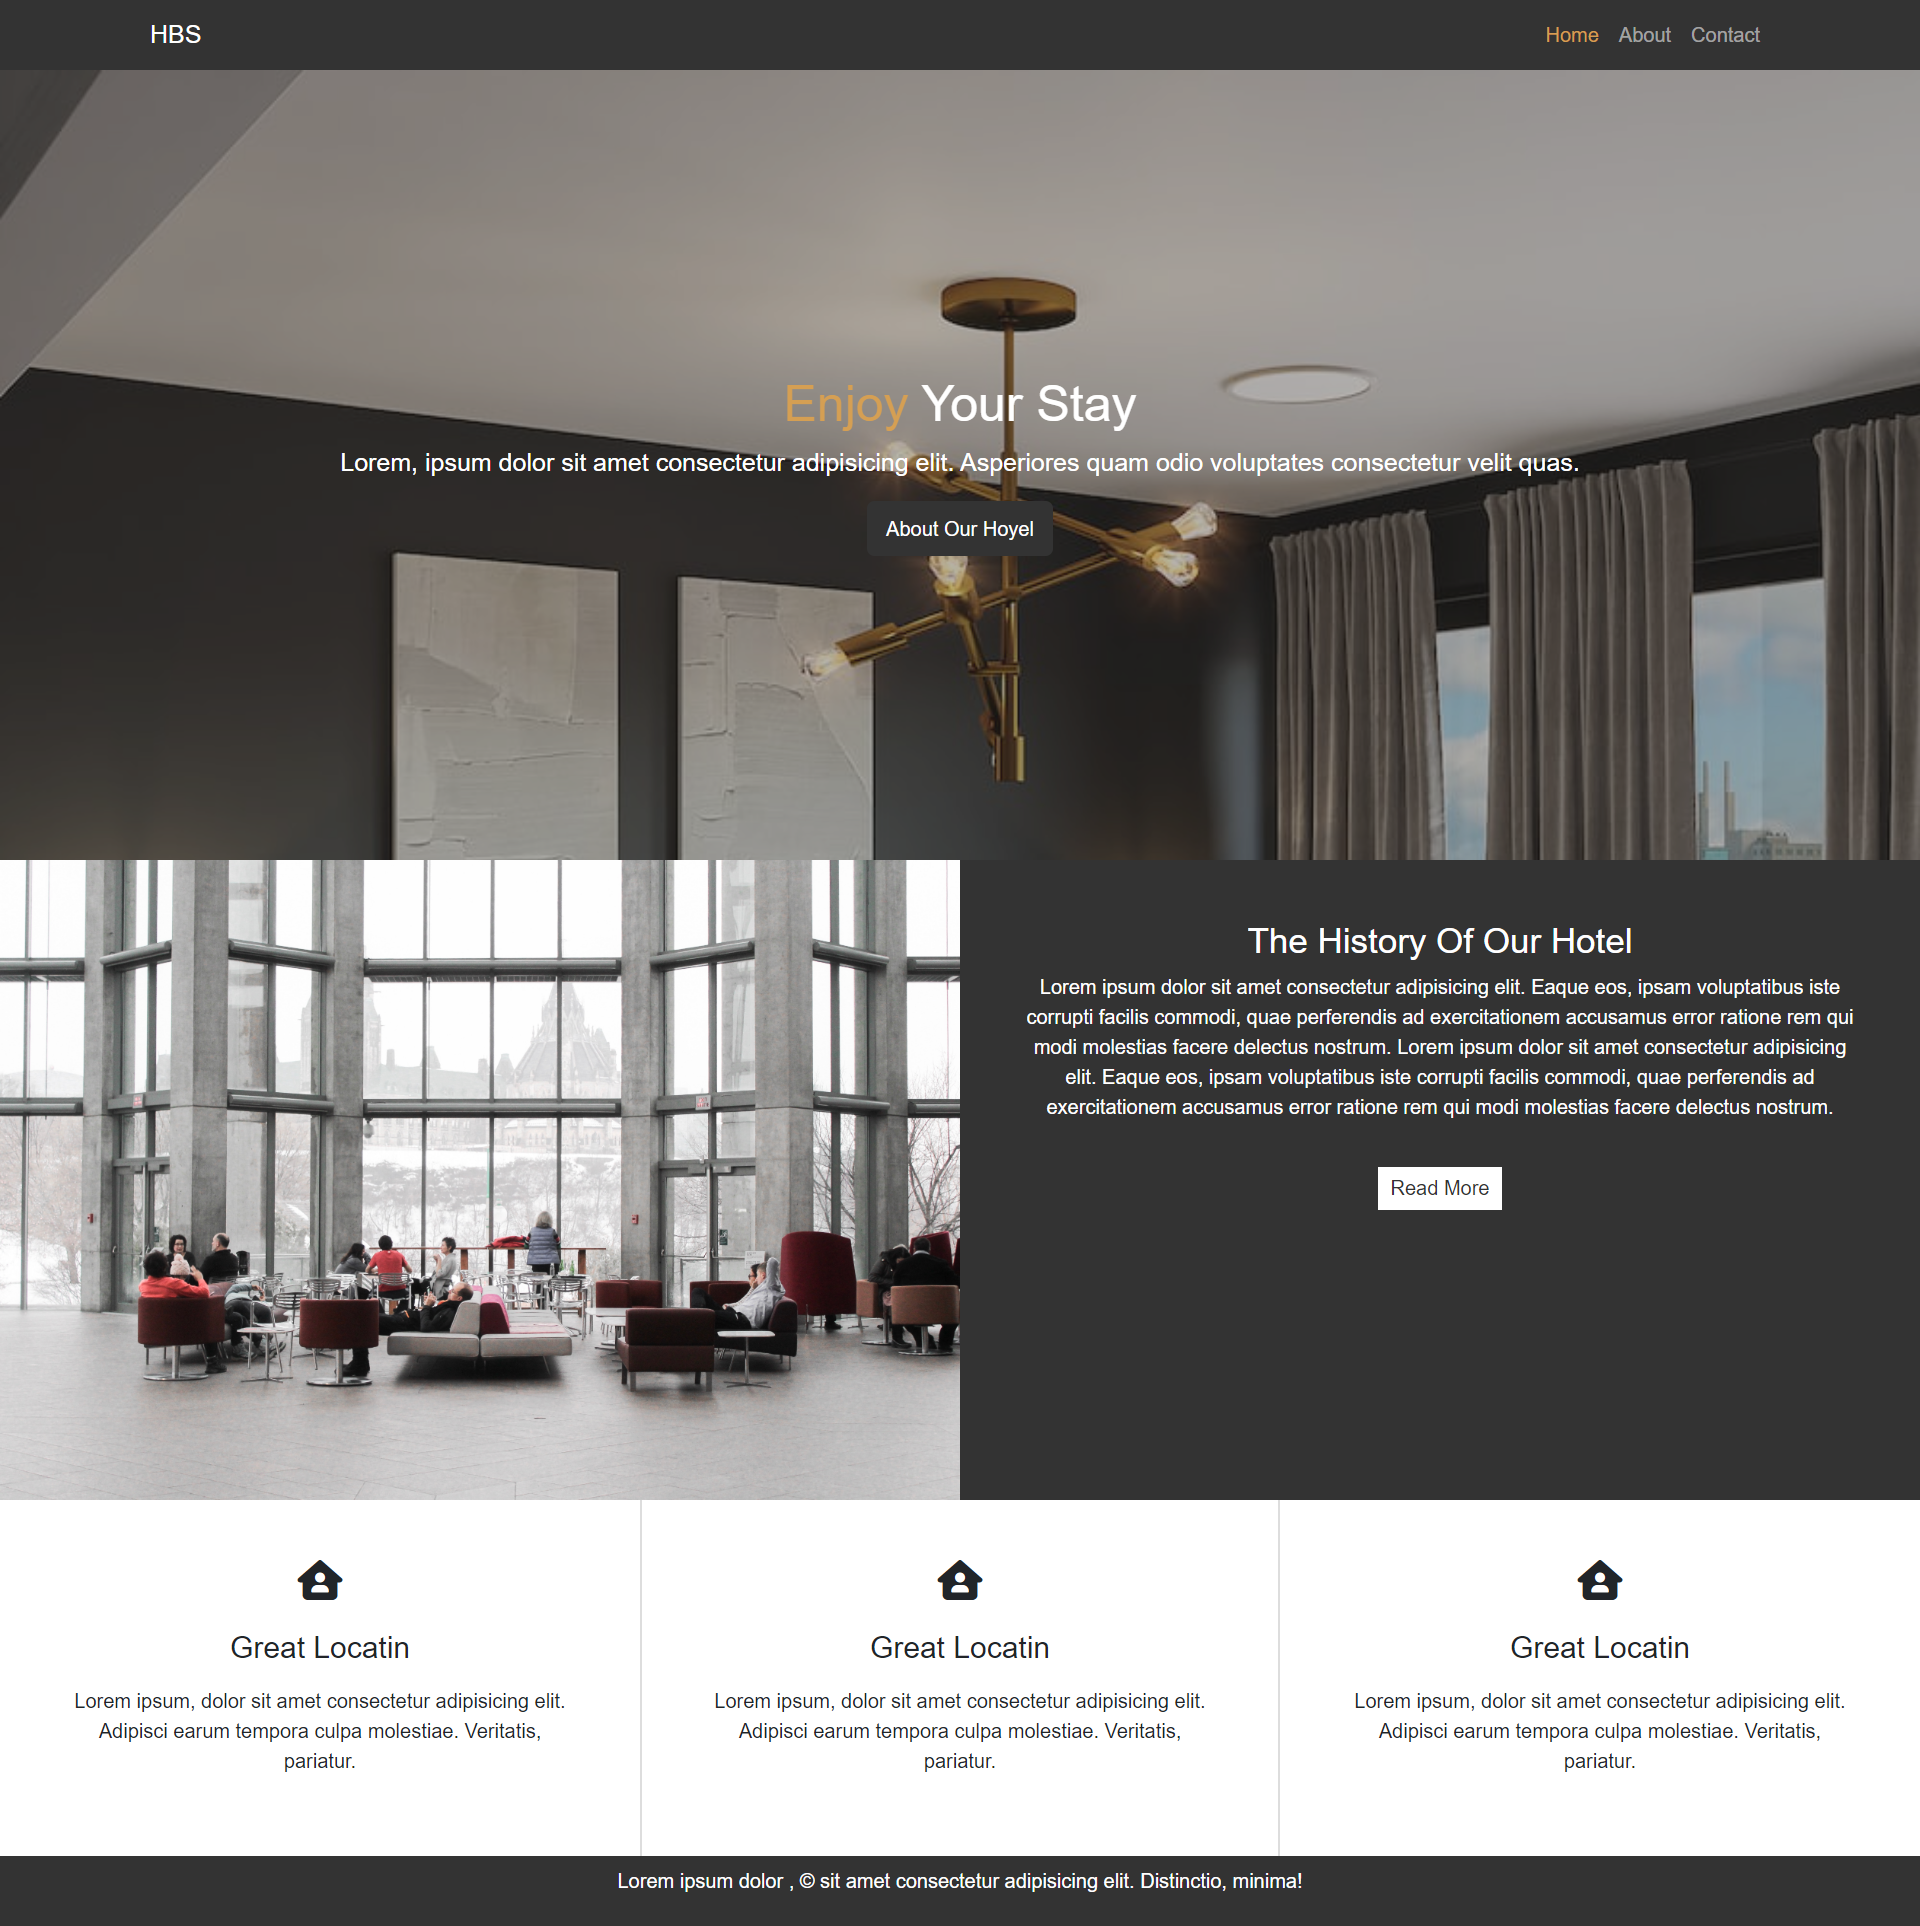 HBS
Home About Contact
Enjoy Your Stay
Lorem, ipsum dolor sit amet consectetur adipisicing elit. Asperiores quam odio voluptates consectetur velit quas.
About Our Hoyel
The History Of Our Hotel
Lorem ipsum dolor sit amet consectetur adipisicing elit. Eaque eos, ipsam voluptatibus iste
corrupti facilis commodi, quae perferendis ad exercitationem accusamus error ratione rem qui
modi molestias facere delectus nostrum. Lorem ipsum dolor sit amet consectetur adipisicing
elit. Eaque eos, ipsam voluptatibus iste corrupti facilis commodi, quae perferendis ad
exercitationem accusamus error ratione rem qui modi molestias facere delectus nostrum.
Read More
Great Locatin
Lorem ipsum, dolor sit amet consectetur adipisicing elit.
Adipisci earum tempora culpa molestiae. Veritatis,
pariatur.
Great Locatin
Lorem ipsum, dolor sit amet consectetur adipisicing elit.
Adipisci earum tempora culpa molestiae. Veritatis,
pariatur.
Great Locatin
Lorem ipsum, dolor sit amet consectetur adipisicing elit.
Adipisci earum tempora culpa molestiae. Veritatis,
pariatur.
Lorem ipsum dolor , © sit amet consectetur adipisicing elit. Distinctio, minima!